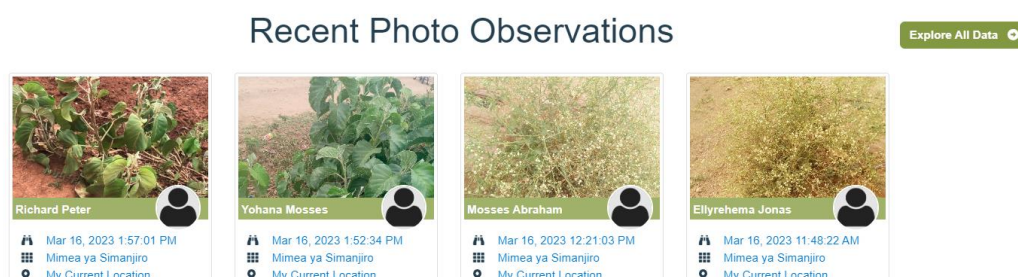 Recent Photo Observations
Explore All Data
Richard Peter
Mar 16, 2023 1:57:01 PM
Mimea ya Simanjiro
My Current Location
Yohana Mosses
Mar 16, 2023 1:52:34 PM
Mimea ya Simanjiro
My Current Location
Mosses Abraham
Mar 16, 2023 12:21:03 PM
Mimea ya Simanjiro
My Current Location
Ellyrehema Jonas
Mar 16, 2023 11:48:22 AM
Mimea ya Simanjiro
My Current Location